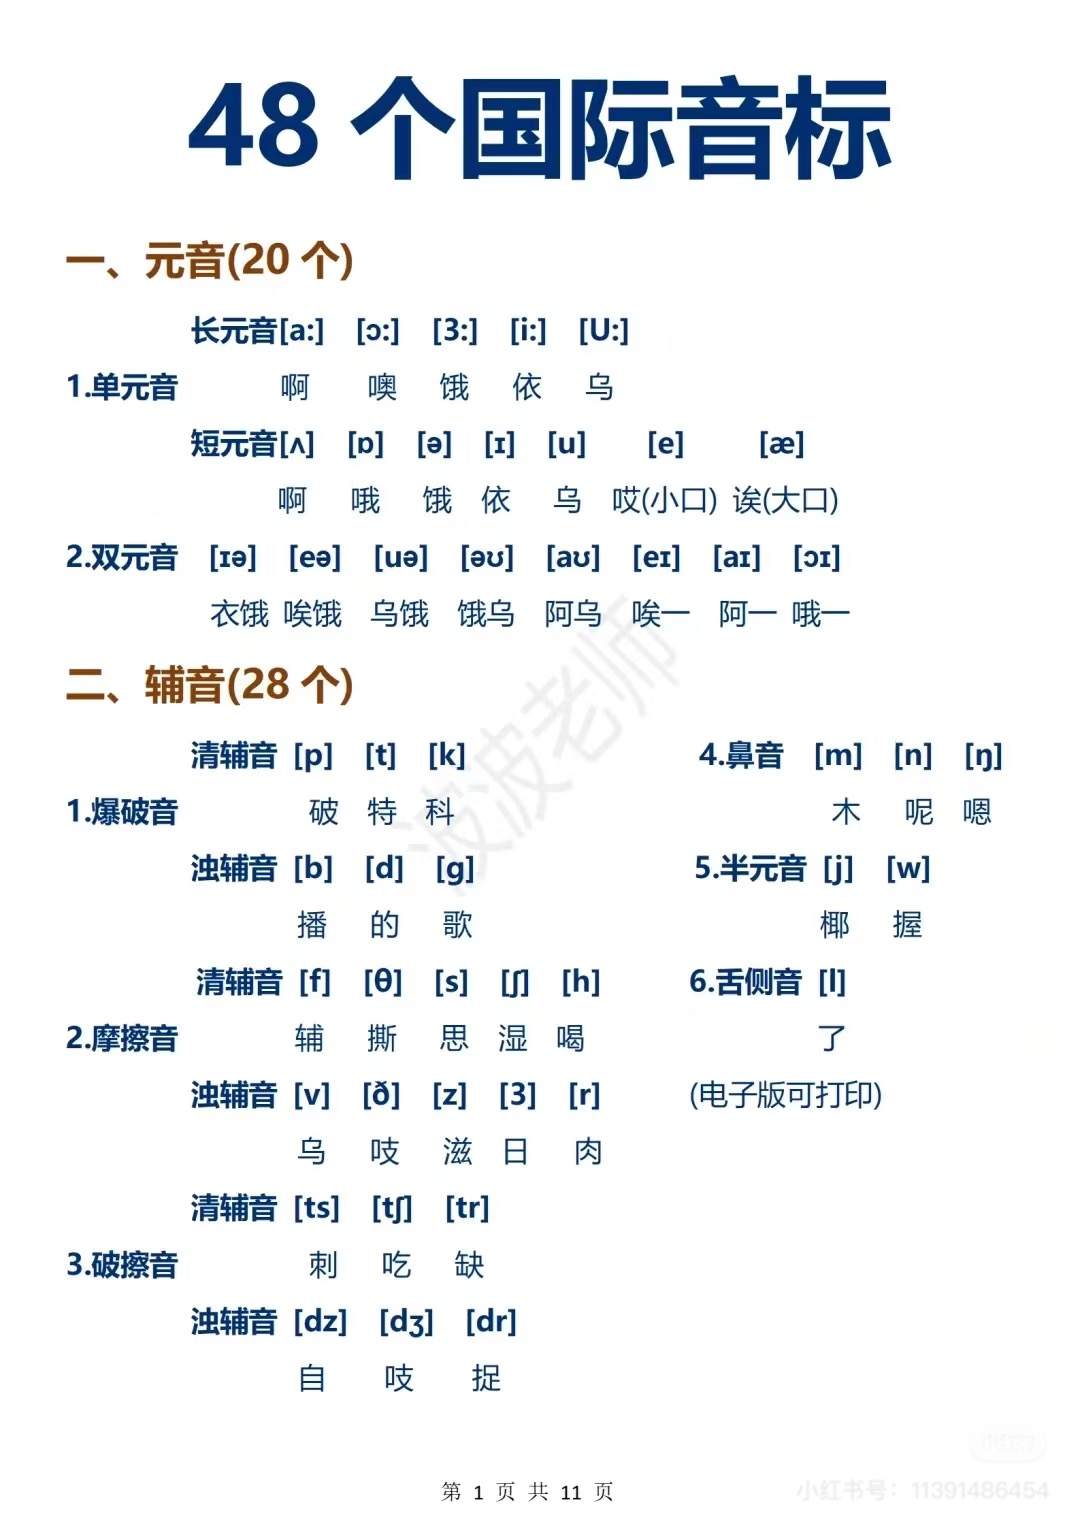 48 个国际音标
一、元音(20 个)
长元音[a:] [ɔ:] [3:] [i:] [U:]
1.单元音 啊 噢 饿 依 乌
短元音[ʌ] [ɒ] [ə] [ɪ] [u] [e] [æ]
啊 哦 饿 依 乌 哎(小口) 诶(大口)
2.双元音 [ɪə] [eə] [uə] [əʊ] [aʊ] [eɪ] [aɪ] [ɔɪ]
衣饿 唉饿 乌饿 饿乌 阿乌 唉一 阿一 哦一
二、辅音(28 个)
清辅音 [p] [t] [k] 4.鼻音 [m] [n] [ŋ]
1.爆破音 破 特 科 木 呢 嗯
浊辅音 [b] [d] [g] 5.半元音 [j] [w]
播 的 歌 椰 握
清辅音 [f] [θ] [s] [ʃ] [h] 6.舌侧音 [l]
2.摩擦音 辅 撕 思 湿 喝 了
浊辅音 [v] [ð] [z] [3] [r] (电子版可打印)
乌 吱 滋 日 肉
清辅音 [ts] [tʃ] [tr]
3.破擦音 刺 吃 缺
浊辅音 [dz] [dʒ] [dr]
自 吱 捉
波波老师
第 1 页 共 11 页
小红书
小红书号：11391486454